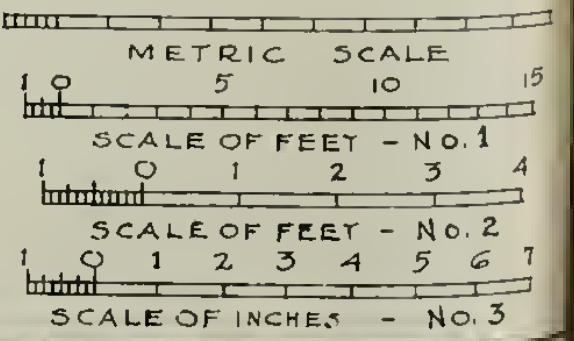 METRIC SCALE
1 0 5 10 15
SCALE OF FEET - No. 1
1 0 1 2 3 4
SCALE OF FEET - No. 2
1 0 1 2 3 4 5 6 7
SCALE OF INCHES - No. 3